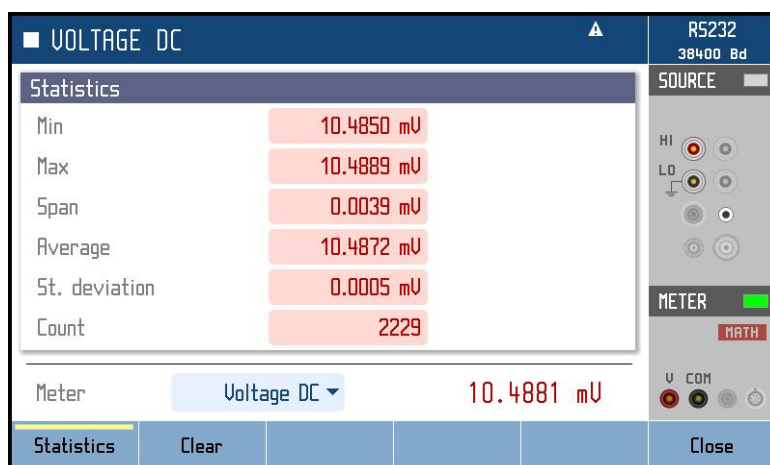 VOLTAGE DC
RS232
38400 Bd
Statistics
Min 10.4850 mV
Max 10.4889 mV
Span 0.0039 mV
Average 10.4872 mV
St. deviation 0.0005 mV
Count 2229
Meter Voltage DC 10.4881 mV
SOURCE
HI
LO
METER
MATH
V COM
Statistics Clear Close